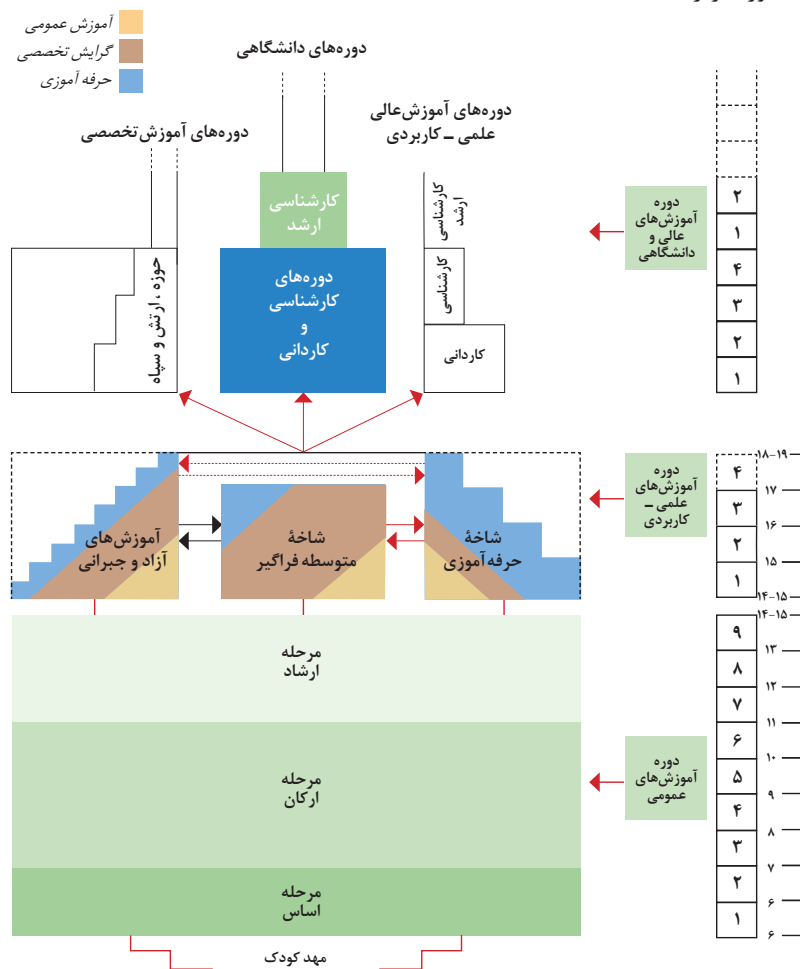 آموزش عمومی
گرایش تخصصی
حرفه آموزی
دوره‌های دانشگاهی
دوره‌های آموزش‌عالی
علمی ـ کاربردی
دوره‌های آموزش تخصصی
کارشناسی
ارشد
کارشناسی
ارشد
کارشناسی
کاردانی
دوره‌های
کارشناسی
و
کاردانی
حوزه ، ارتش و سپاه
دوره
آموزش‌های
عالی و
دانشگاهی
۲
۱
۴
۳
۲
۱
دوره
آموزش‌های
علمی ـ
کاربردی
۴
۳
۲
۱
۱۸-۱۹
۱۷
۱۶
۱۵
۱۴-۱۵
شاخهٔ
حرفه‌آموزی
شاخهٔ
متوسطه فراگیر
آموزش‌های
آزاد و جبرانی
مرحله
ارشاد
مرحله
ارکان
مرحله
اساس
مهد کودک
دوره
آموزش‌های
عمومی
۹
۸
۷
۶
۵
۴
۳
۲
۱
۱۴-۱۵
۱۳
۱۲
۱۱
۱۰
۹
۸
۷
۶
۶